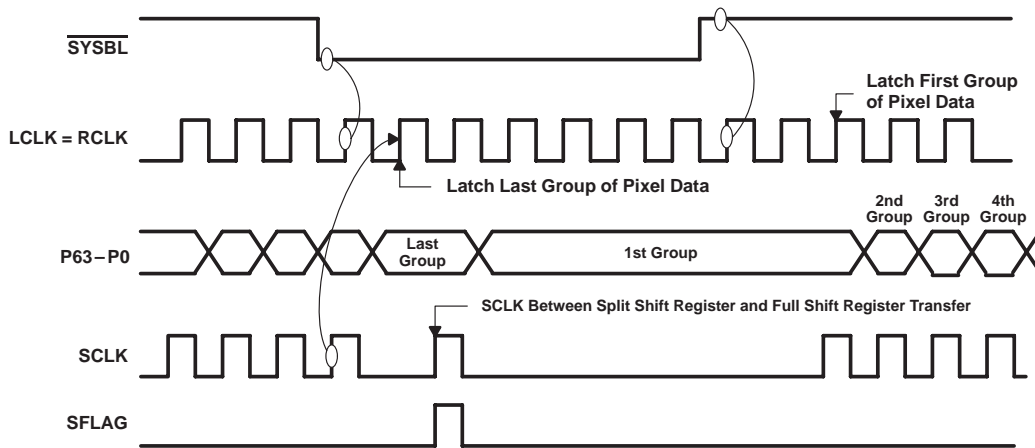 SYSBL
Latch First Group
of Pixel Data
LCLK = RCLK
Latch Last Group of Pixel Data
2nd
Group
3rd
Group
4th
Group
P63–P0
Last
Group
1st Group
SCLK Between Split Shift Register and Full Shift Register Transfer
SCLK
SFLAG